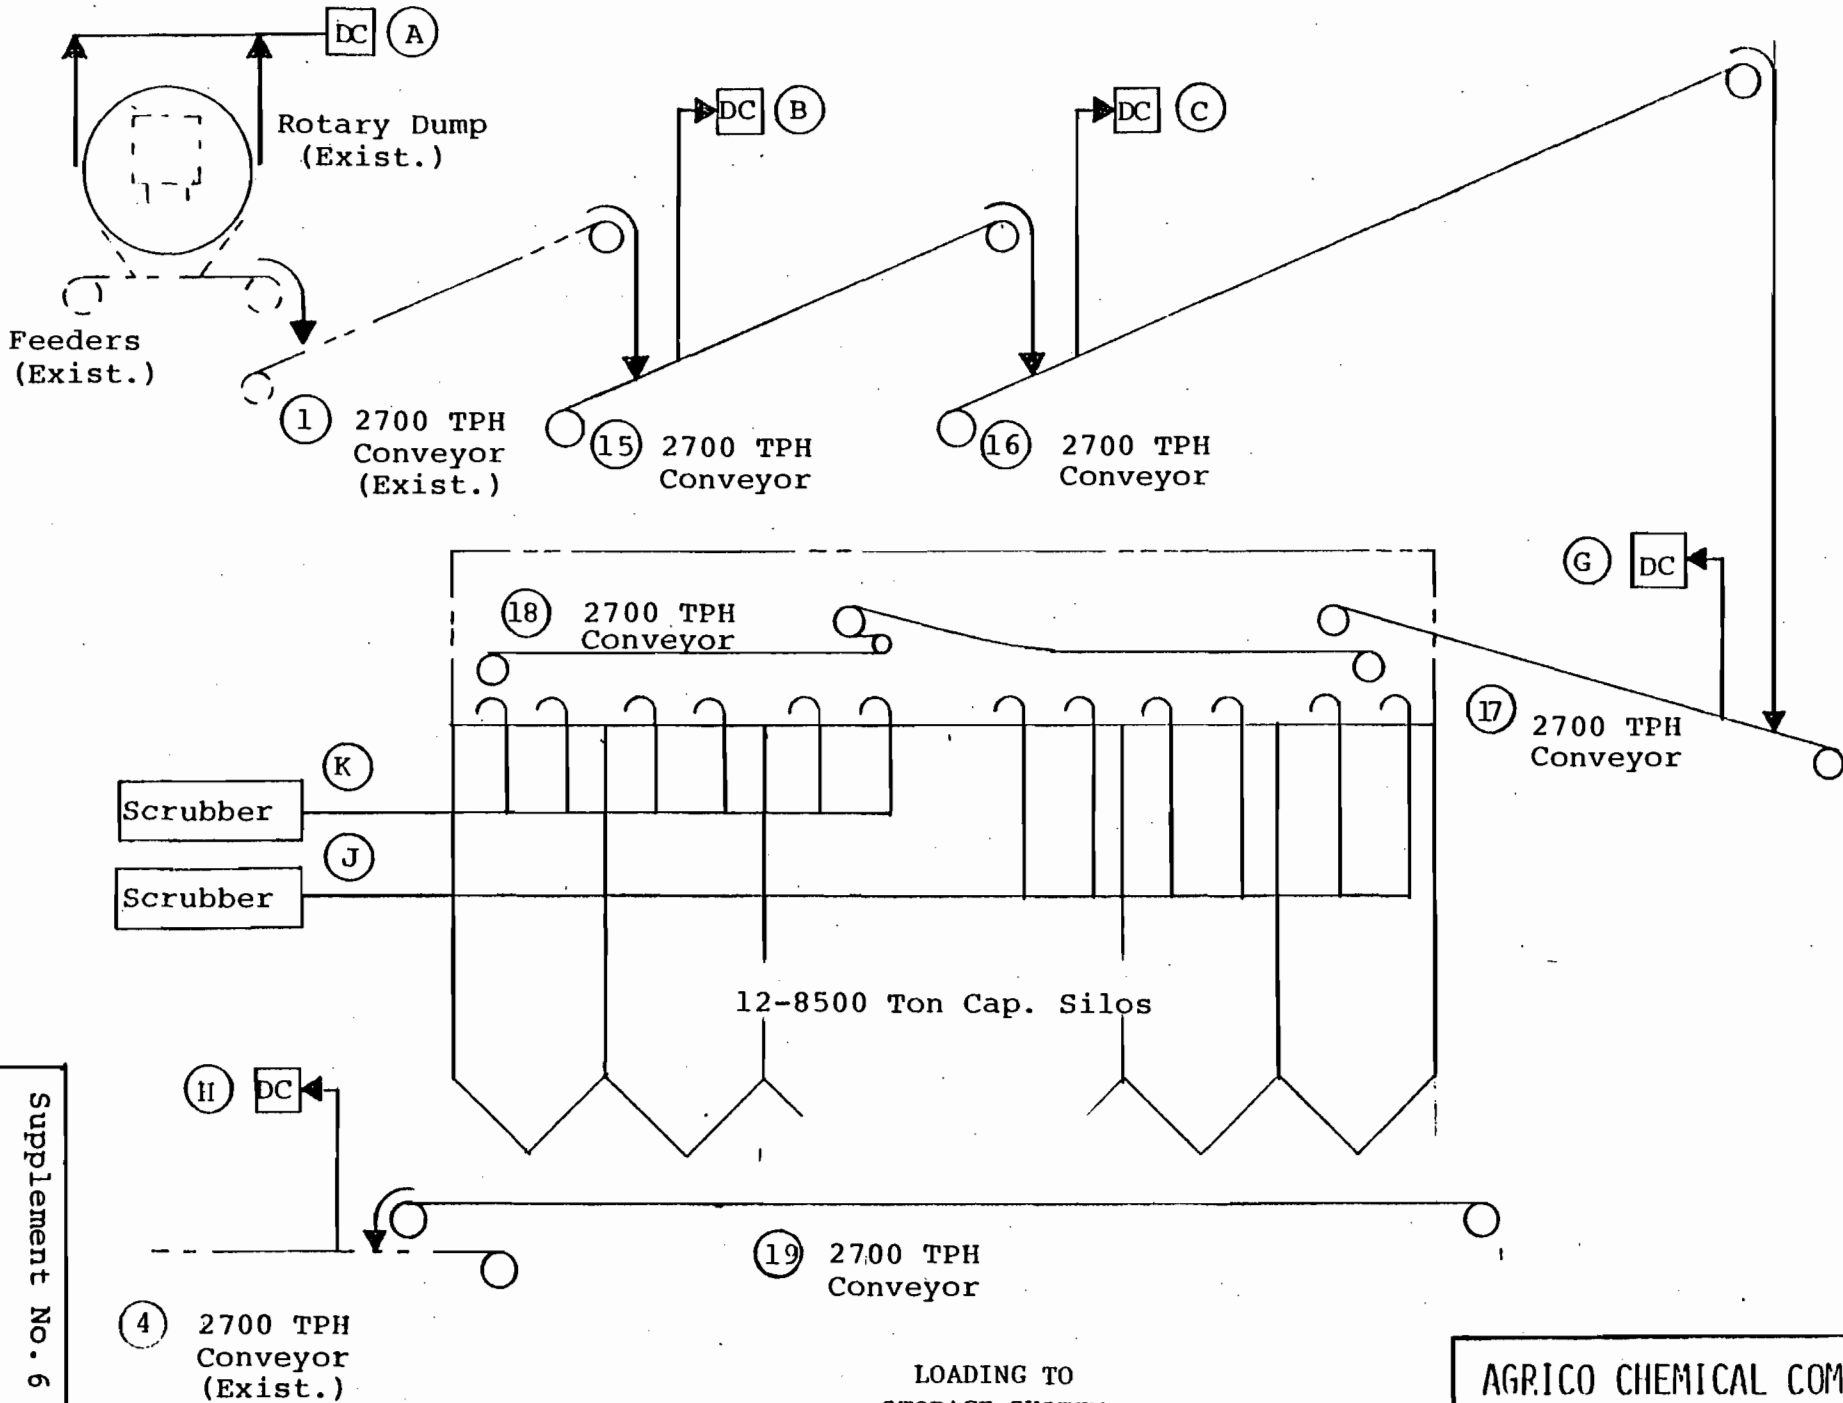 DC A
Rotary Dump
(Exist.)
DC B
DC C
Feeders
(Exist.)
1 2700 TPH
Conveyor
(Exist.)
15 2700 TPH
Conveyor
16 2700 TPH
Conveyor
G DC
18 2700 TPH
Conveyor
17 2700 TPH
Conveyor
K
Scrubber
J
Scrubber
12-8500 Ton Cap. Silos
H DC
19 2700 TPH
Conveyor
4 2700 TPH
Conveyor
(Exist.)
Supplement No. 6
LOADING TO
STORAGE SYSTEM
AGRICO CHEMICAL COM